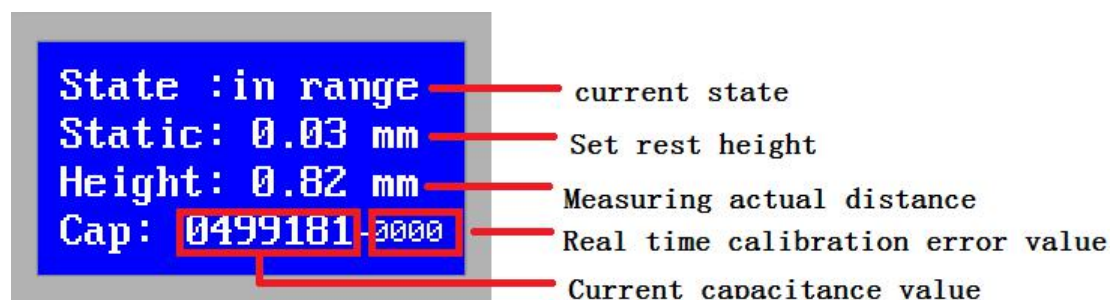 State :in range
Static: 0.03 mm
Height: 0.82 mm
Cap: 0499181-0000
current state
Set rest height
Measuring actual distance
Real time calibration error value
Current capacitance value